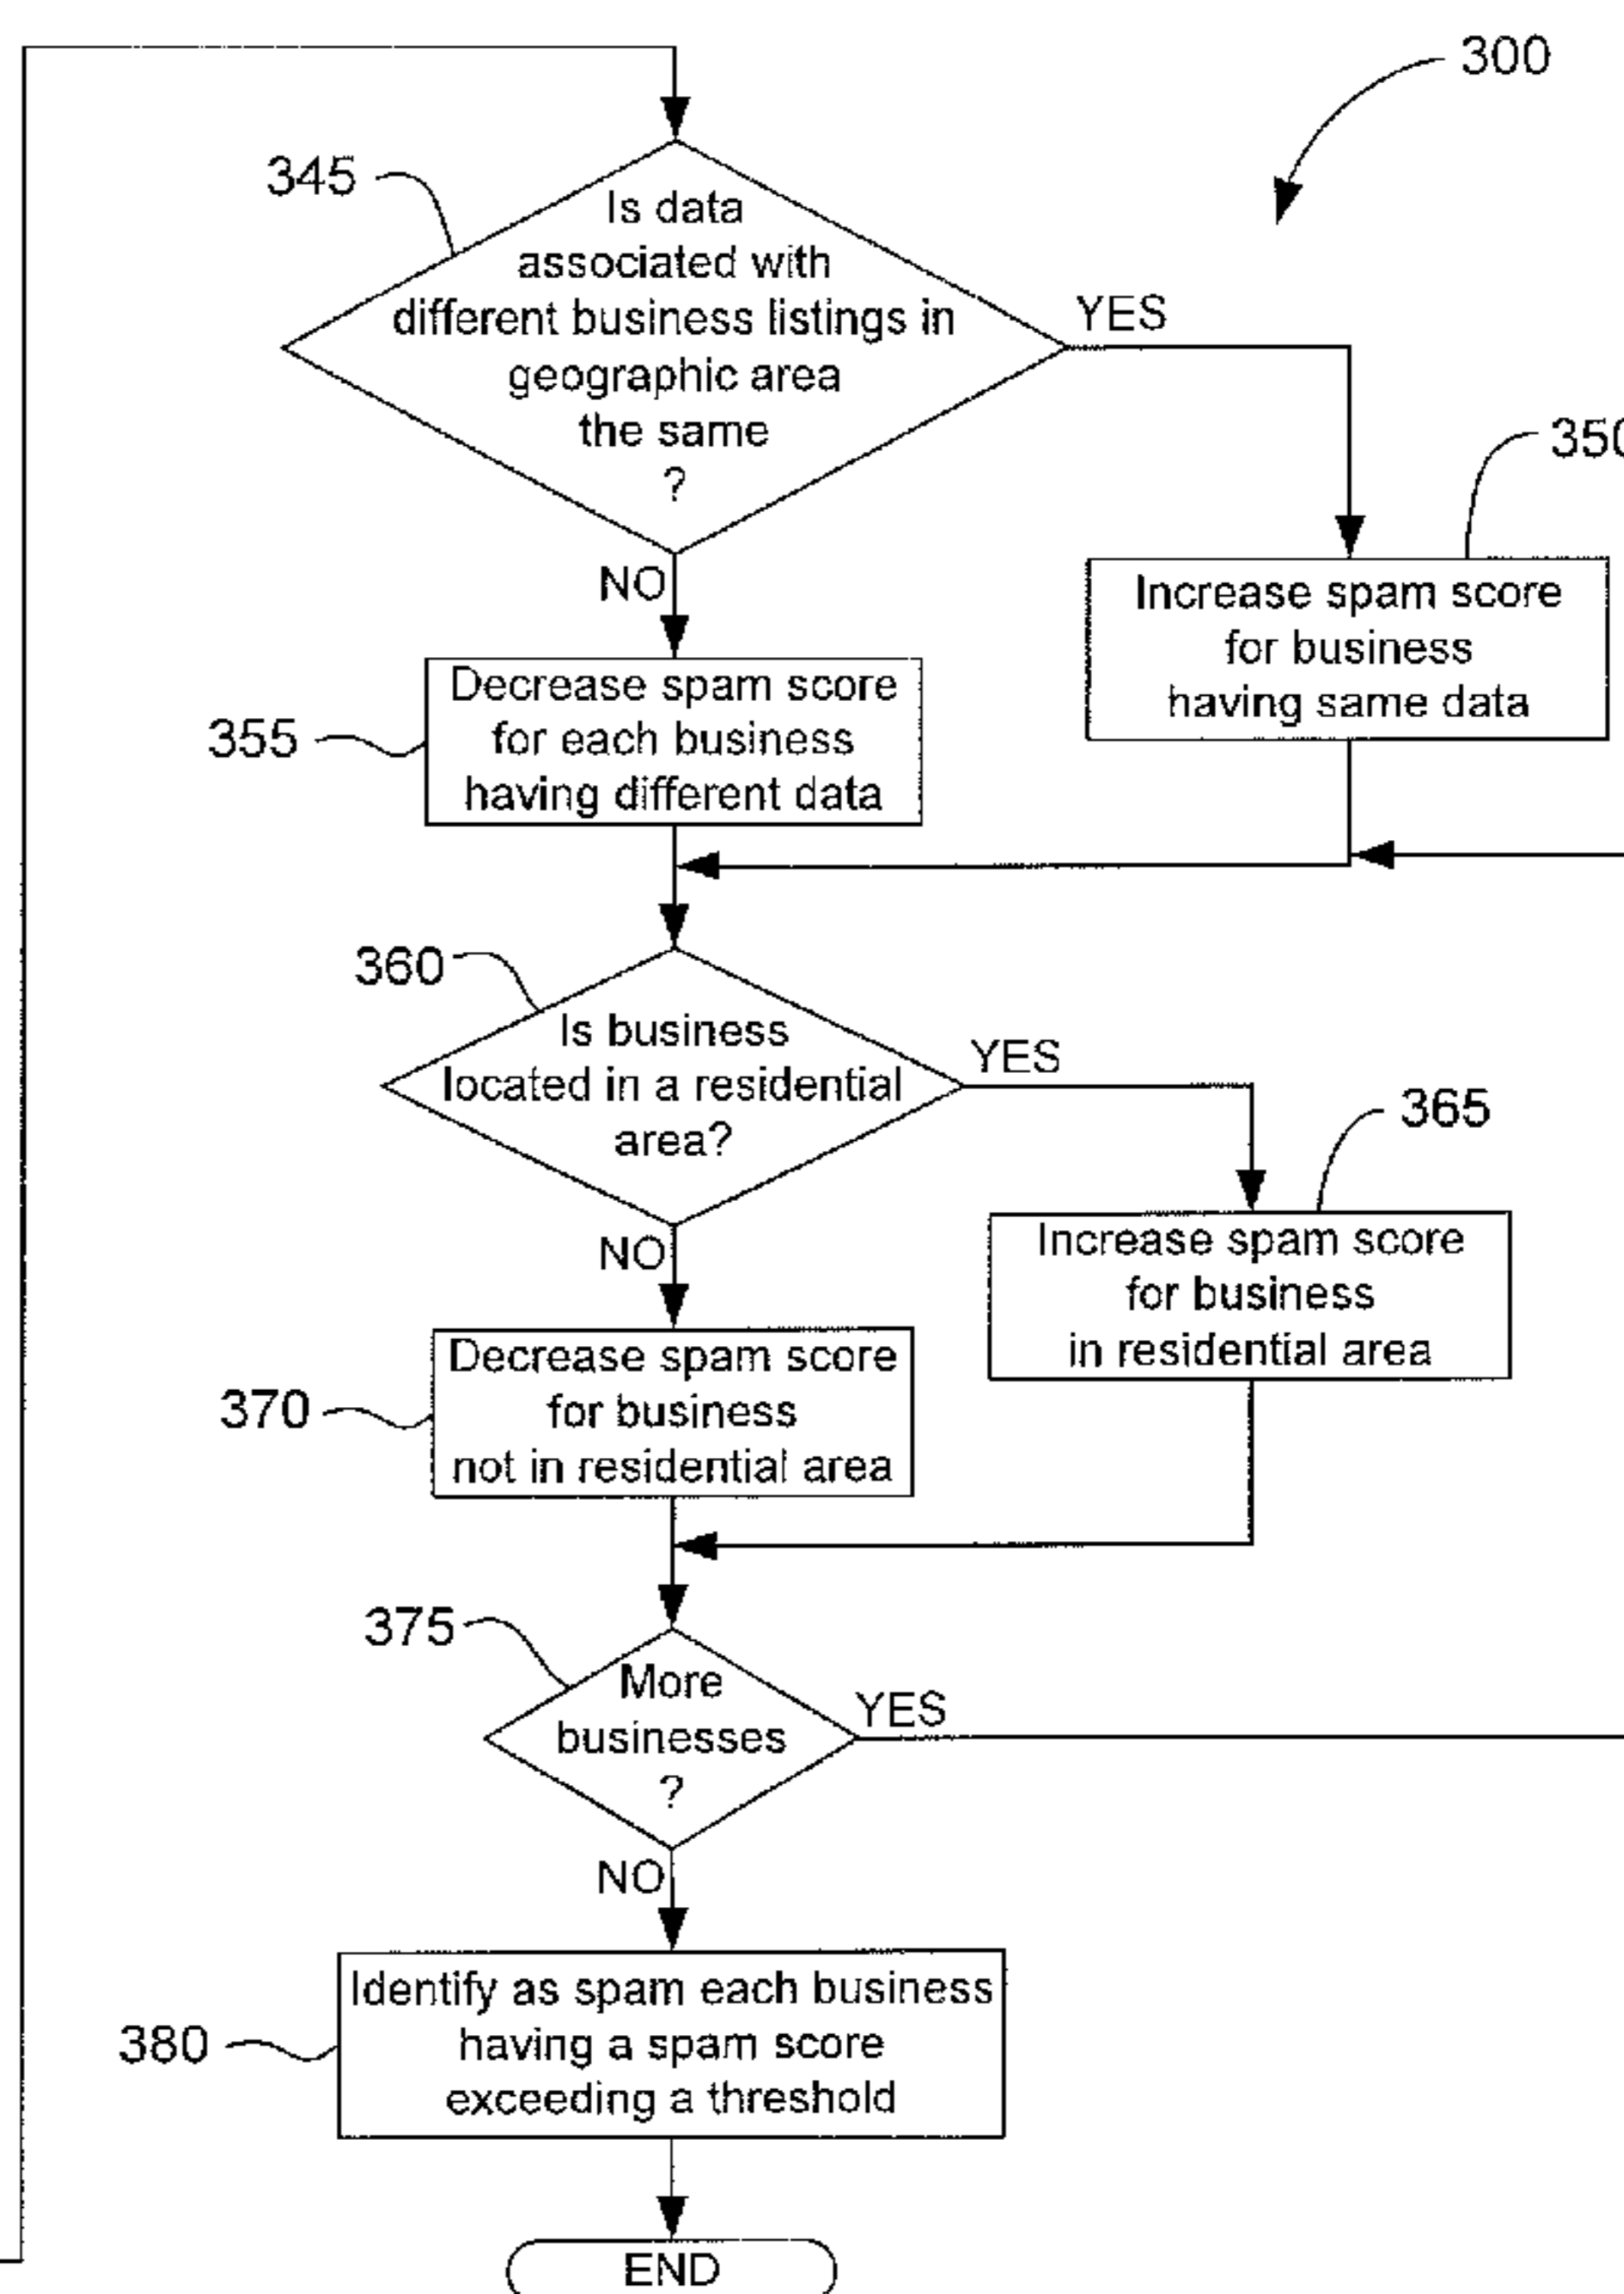 300
345
Is data
associated with
different business listings in
geographic area
the same
?
YES
NO
350
Increase spam score
for business
having same data
355
Decrease spam score
for each business
having different data
360
Is business
located in a residential
area?
YES
NO
365
Increase spam score
for business
in residential area
370
Decrease spam score
for business
not in residential area
375
More
businesses
?
YES
NO
380
Identify as spam each business
having a spam score
exceeding a threshold
END